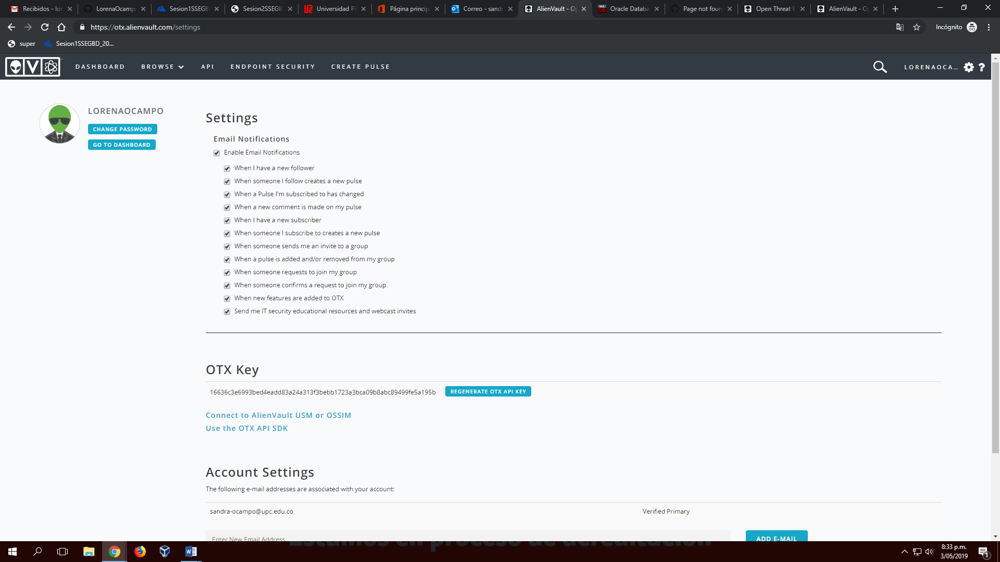 Recibidos - lor
LorenaOcampo
Sesion1SSEGB
Sesion2SSEGB
Universidad Pil
Página princip
Correo - sand
AlienVault - Op
Oracle Databa
Page not foun
Open Threat E
AlienVault - O
https://otx.alienvault.com/settings
Incógnito
super
Sesion1SSEGBD_20...
V
DASHBOARD
BROWSE
API
ENDPOINT SECURITY
CREATE PULSE
LORENAOCA...
?
LORENAOCAMPO
CHANGE PASSWORD
GO TO DASHBOARD
Settings
Email Notifications
Enable Email Notifications
When I have a new follower
When someone I follow creates a new pulse
When a Pulse I'm subscribed to has changed
When a new comment is made on my pulse
When I have a new subscriber
When someone I subscribe to creates a new pulse
When someone sends me an invite to a group
When a pulse is added and/or removed from my group
When someone requests to join my group
When someone confirms a request to join my group
When new features are added to OTX
Send me IT security educational resources and webcast invites
OTX Key
16636c3e6993bed4eadd83a24a313f3bebb1723a3bca09b8abc89499fe5a195b
REGENERATE OTX API KEY
Connect to AlienVault USM or OSSIM
Use the OTX API SDK
Account Settings
The following e-mail addresses are associated with your account:
sandra-ocampo@upc.edu.co
Verified Primary
Enter New Email Address
ADD E-MAIL
Estamos en proceso de acreditación
8:33 p.m.
3/05/2019
1